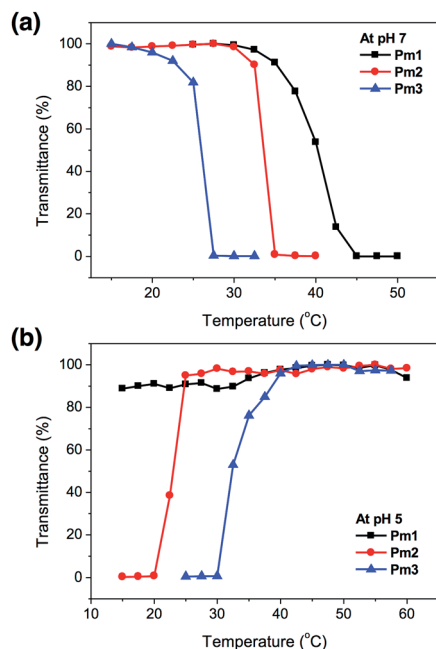 (a)
At pH 7
Pm1
Pm2
Pm3
100
80
60
40
20
0
Transmittance (%)
20 30 40 50
Temperature (°C)
(b)
100
80
60
40
20
0
Transmittance (%)
At pH 5
Pm1
Pm2
Pm3
10 20 30 40 50 60 70
Temperature (°C)